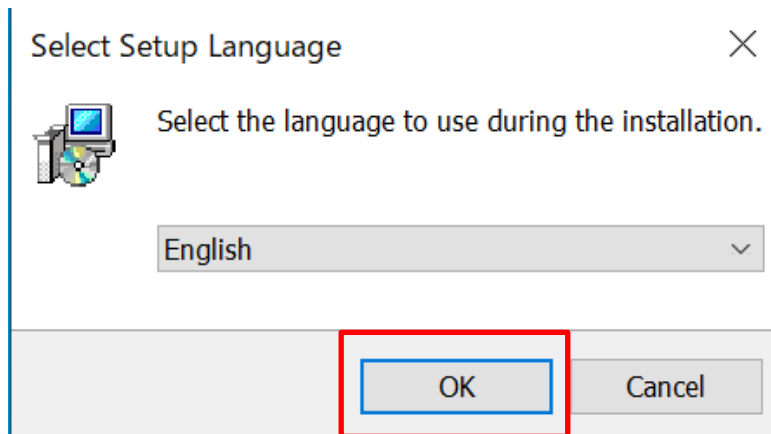 Select Setup Language
Select the language to use during the installation.
English
OK Cancel